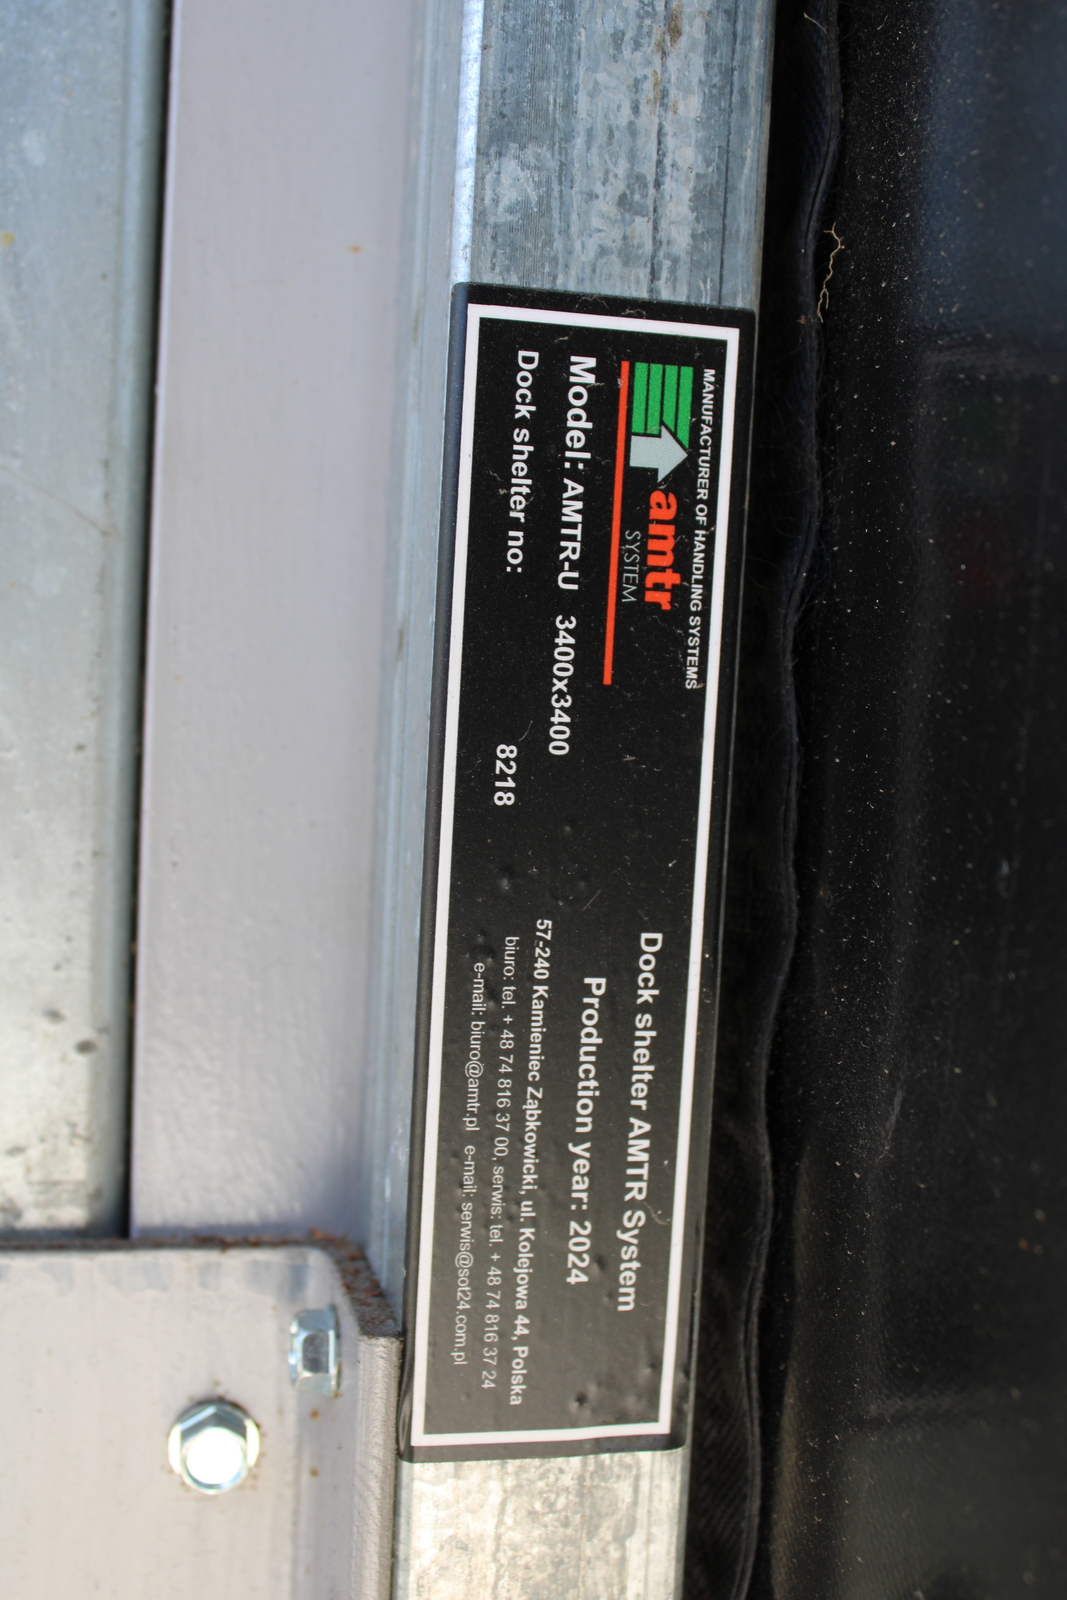 MANUFACTURER OF HANDLING SYSTEMS
amtr
SYSTEM
Model: AMTR-U 3400x3400
Dock shelter no: 8218
Dock shelter AMTR System
Production year: 2024
57-240 Kamieniec Ząbkowicki, ul. Kolejowa 44, Polska
biuro: tel. + 48 74 816 37 00, serwis: tel. + 48 74 816 37 24
e-mail: biuro@amtr.pl e-mail: serwis@sot24.com.pl